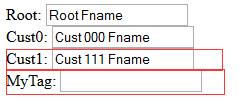 Root: Root Fname
Cust0: Cust 000 Fname
Cust1: Cust 111 Fname
MyTag: